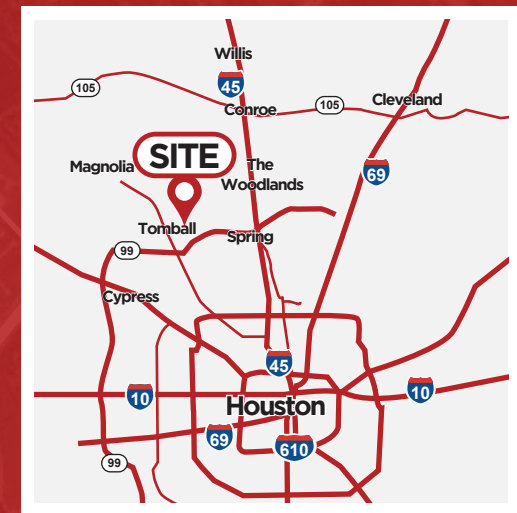 Willis
45
105
105
Cleveland
Conroe
SITE
Magnolia
The
Woodlands
69
Tomball
Spring
99
Cypress
45
10
10
Houston
69
610
99